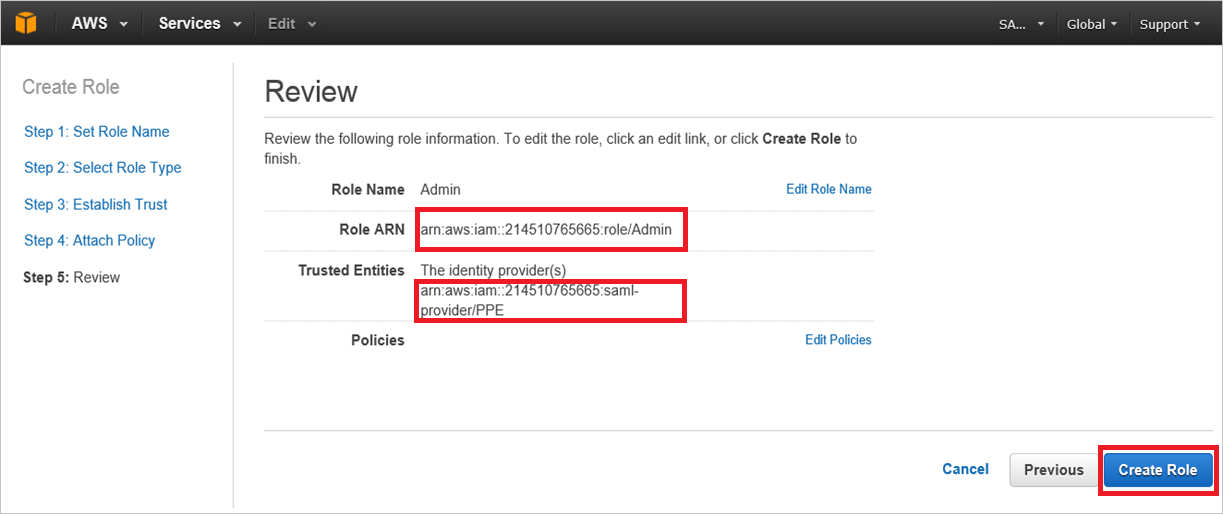 AWS Services Edit SA... Global Support
Create Role
Step 1: Set Role Name
Step 2: Select Role Type
Step 3: Establish Trust
Step 4: Attach Policy
Step 5: Review
Review
Review the following role information. To edit the role, click an edit link, or click Create Role to
finish.
Role Name Admin Edit Role Name
Role ARN arn:aws:iam::214510765665:role/Admin
Trusted Entities The identity provider(s)
arn:aws:iam::214510765665:saml-
provider/PPE
Policies Edit Policies
Cancel Previous Create Role